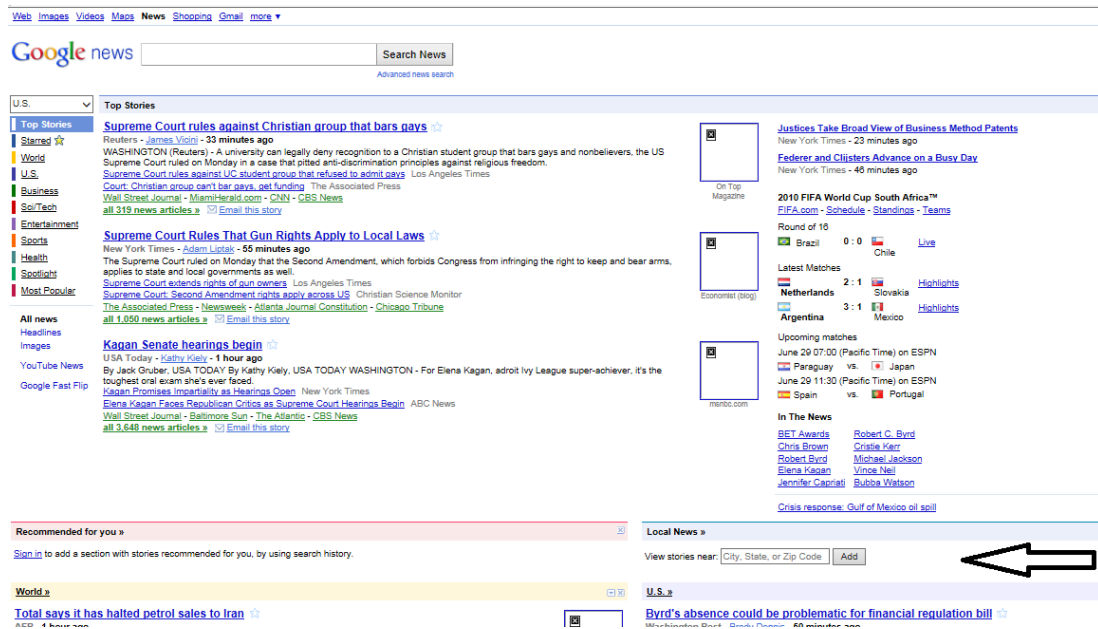 Web Images Videos Maps News Shopping Gmail more ▼
Google news Search News
Advanced news search
U.S.
Top Stories
Starred
World
U.S.
Business
Sci/Tech
Entertainment
Sports
Health
Spotlight
Most Popular
All news
Headlines
Images
YouTube News
Google Fast Flip
Top Stories
Supreme Court rules against Christian group that bars gays
Reuters - James Vicini - 33 minutes ago
WASHINGTON (Reuters) - A university can legally deny recognition to a Christian student group that bars gays and nonbelievers, the US
Supreme Court ruled on Monday in a case that pitted anti-discrimination principles against religious freedom.
Supreme Court rules against UC student group that refused to admit gays Los Angeles Times
Court: Christian group can't bar gays, get funding The Associated Press
Wall Street Journal - MiamiHerald.com - CNN - CBS News
all 319 news articles » Email this story
On Top
Magazine
Supreme Court Rules That Gun Rights Apply to Local Laws
New York Times - Adam Liptak - 55 minutes ago
The Supreme Court ruled on Monday that the Second Amendment, which forbids Congress from infringing the right to keep and bear arms,
applies to state and local governments as well.
Supreme Court extends rights of gun owners Los Angeles Times
Supreme Court: Second Amendment rights apply across US Christian Science Monitor
The Associated Press - Newsweek - Atlanta Journal Constitution - Chicago Tribune
all 1,050 news articles » Email this story
Economist (blog)
Kagan Senate hearings begin
USA Today - Kathy Kiely - 1 hour ago
By Jack Gruber, USA TODAY By Kathy Kiely, USA TODAY WASHINGTON - For Elena Kagan, adroit Ivy League super-achiever, it's the
toughest oral exam she's ever faced.
Kagan Promises Impartiality as Hearings Open New York Times
Elena Kagan Faces Republican Critics as Supreme Court Hearings Begin ABC News
Wall Street Journal - Baltimore Sun - The Atlantic - CBS News
all 3,648 news articles » Email this story
msnbc.com
Justices Take Broad View of Business Method Patents
New York Times - 23 minutes ago
Federer and Clijsters Advance on a Busy Day
New York Times - 46 minutes ago
2010 FIFA World Cup South Africa™
FIFA.com - Schedule - Standings - Teams
Round of 16
Brazil 0 : 0 Chile Live
Latest Matches
Netherlands 2 : 1 Slovakia Highlights
Argentina 3 : 1 Mexico Highlights
Upcoming matches
June 29 07:00 (Pacific Time) on ESPN
Paraguay vs. Japan
June 29 11:30 (Pacific Time) on ESPN
Spain vs. Portugal
In The News
BET Awards Robert C. Byrd
Chris Brown Cristie Kerr
Robert Byrd Michael Jackson
Elena Kagan Vince Neil
Jennifer Capriati Bubba Watson
Crisis response: Gulf of Mexico oil spill
Recommended for you »
Sign in to add a section with stories recommended for you, by using search history.
Local News »
View stories near: City, State, or Zip Code Add
World »
Total says it has halted petrol sales to Iran
AFP - 1 hour ago
U.S. »
Byrd's absence could be problematic for financial regulation bill
Washington Post - Brady Dennis - 50 minutes ago